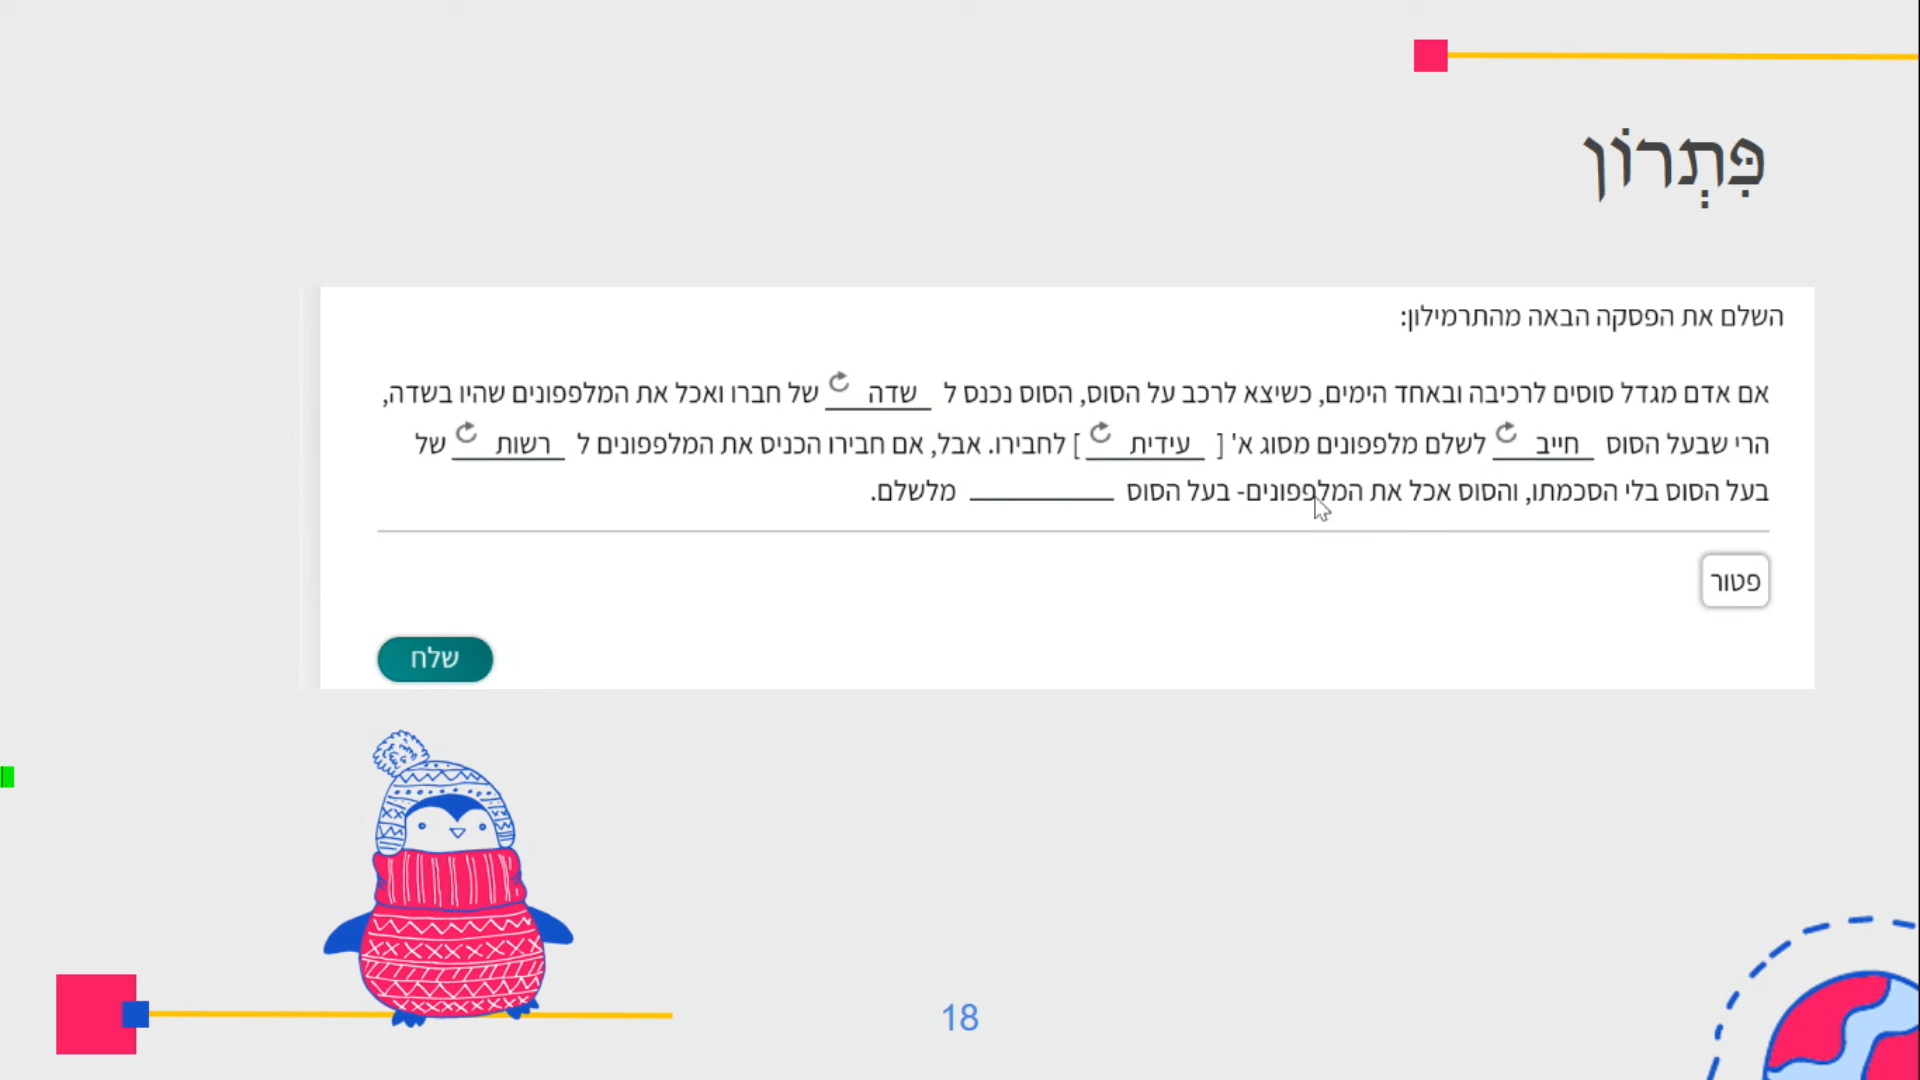 פִּתְרוֹן
השלם את הפסקה הבאה מהתרמילון:
אם אדם מגדל סוסים לרכיבה ובאחד הימים, כשיצא לרכב על הסוס, הסוס נכנס ל שדה של חברו ואכל את המלפפונים שהיו בשדה,
הרי שבעל הסוס חייב לשלם מלפפונים מסוג א' [ עידית ] לחבירו. אבל, אם חבירו הכניס את המלפפונים ל רשות של
בעל הסוס בלי הסכמתו, והסוס אכל את המלפפונים- בעל הסוס __________ מלשלם.
פטור
שלח
18